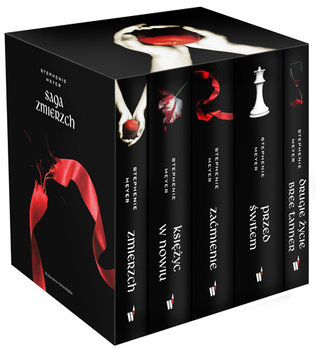 STEPHENIE MEYER
SAGA
ZMIERZCH
STEPHENIE
MEYER
ZMIERZCH
STEPHENIE
MEYER
KSIĘŻYC
W NOWIU
STEPHENIE
MEYER
ZAĆMIENIE
STEPHENIE
MEYER
PRZED
ŚWITEM
STEPHENIE
MEYER
DRUGIE ŻYCIE
BREE TANNER